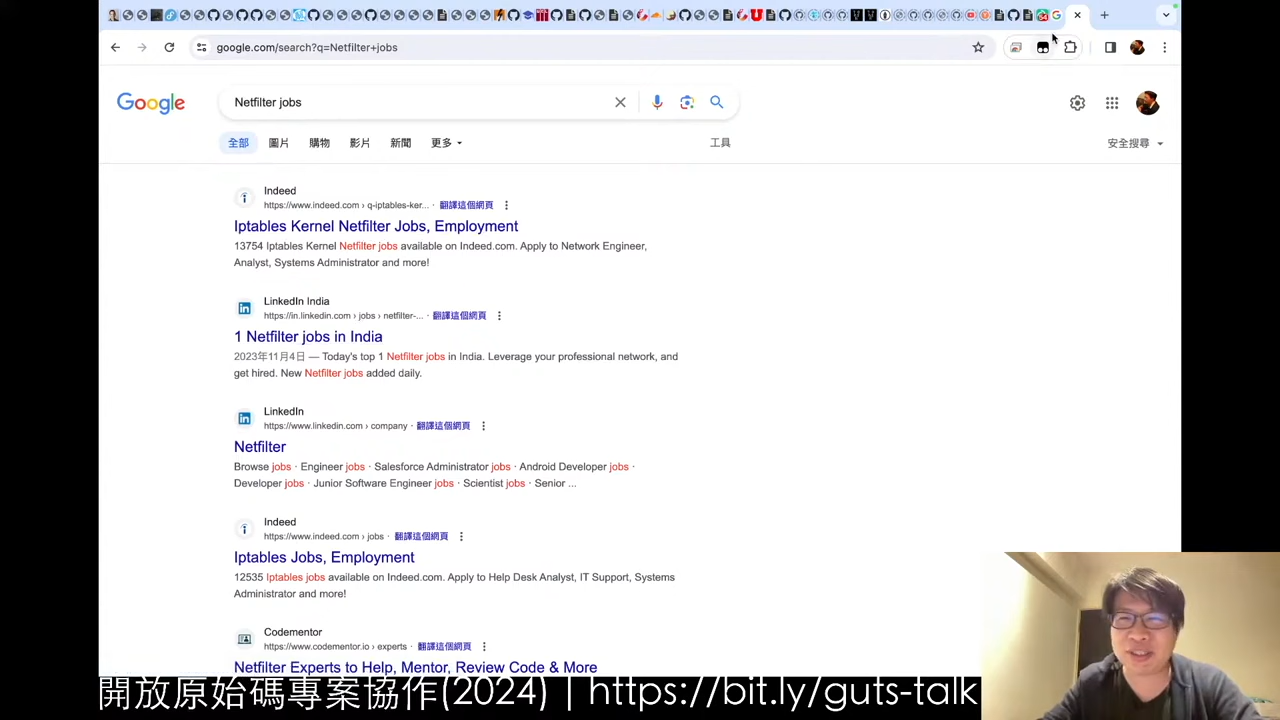 google.com/search?q=Netfilter+jobs
Google
Netfilter jobs
全部 圖片 購物 影片 新聞 更多 工具 安全搜尋
Indeed
https://www.indeed.com › q-iptables-ker... · 翻譯這個網頁
Iptables Kernel Netfilter Jobs, Employment
13754 Iptables Kernel Netfilter jobs available on Indeed.com. Apply to Network Engineer,
Analyst, Systems Administrator and more!
LinkedIn India
https://in.linkedin.com › jobs › netfilter-... · 翻譯這個網頁
1 Netfilter jobs in India
2023年11月4日 — Today's top 1 Netfilter jobs in India. Leverage your professional network, and
get hired. New Netfilter jobs added daily.
LinkedIn
https://www.linkedin.com › company · 翻譯這個網頁
Netfilter
Browse jobs · Engineer jobs · Salesforce Administrator jobs · Android Developer jobs ·
Developer jobs · Junior Software Engineer jobs · Scientist jobs · Senior ...
Indeed
https://www.indeed.com › jobs · 翻譯這個網頁
Iptables Jobs, Employment
12535 Iptables jobs available on Indeed.com. Apply to Help Desk Analyst, IT Support, Systems
Administrator and more!
Codementor
https://www.codementor.io › experts · 翻譯這個網頁
Netfilter Experts to Help, Mentor, Review Code & More
開放原始碼專案協作(2024) | https://bit.ly/guts-talk